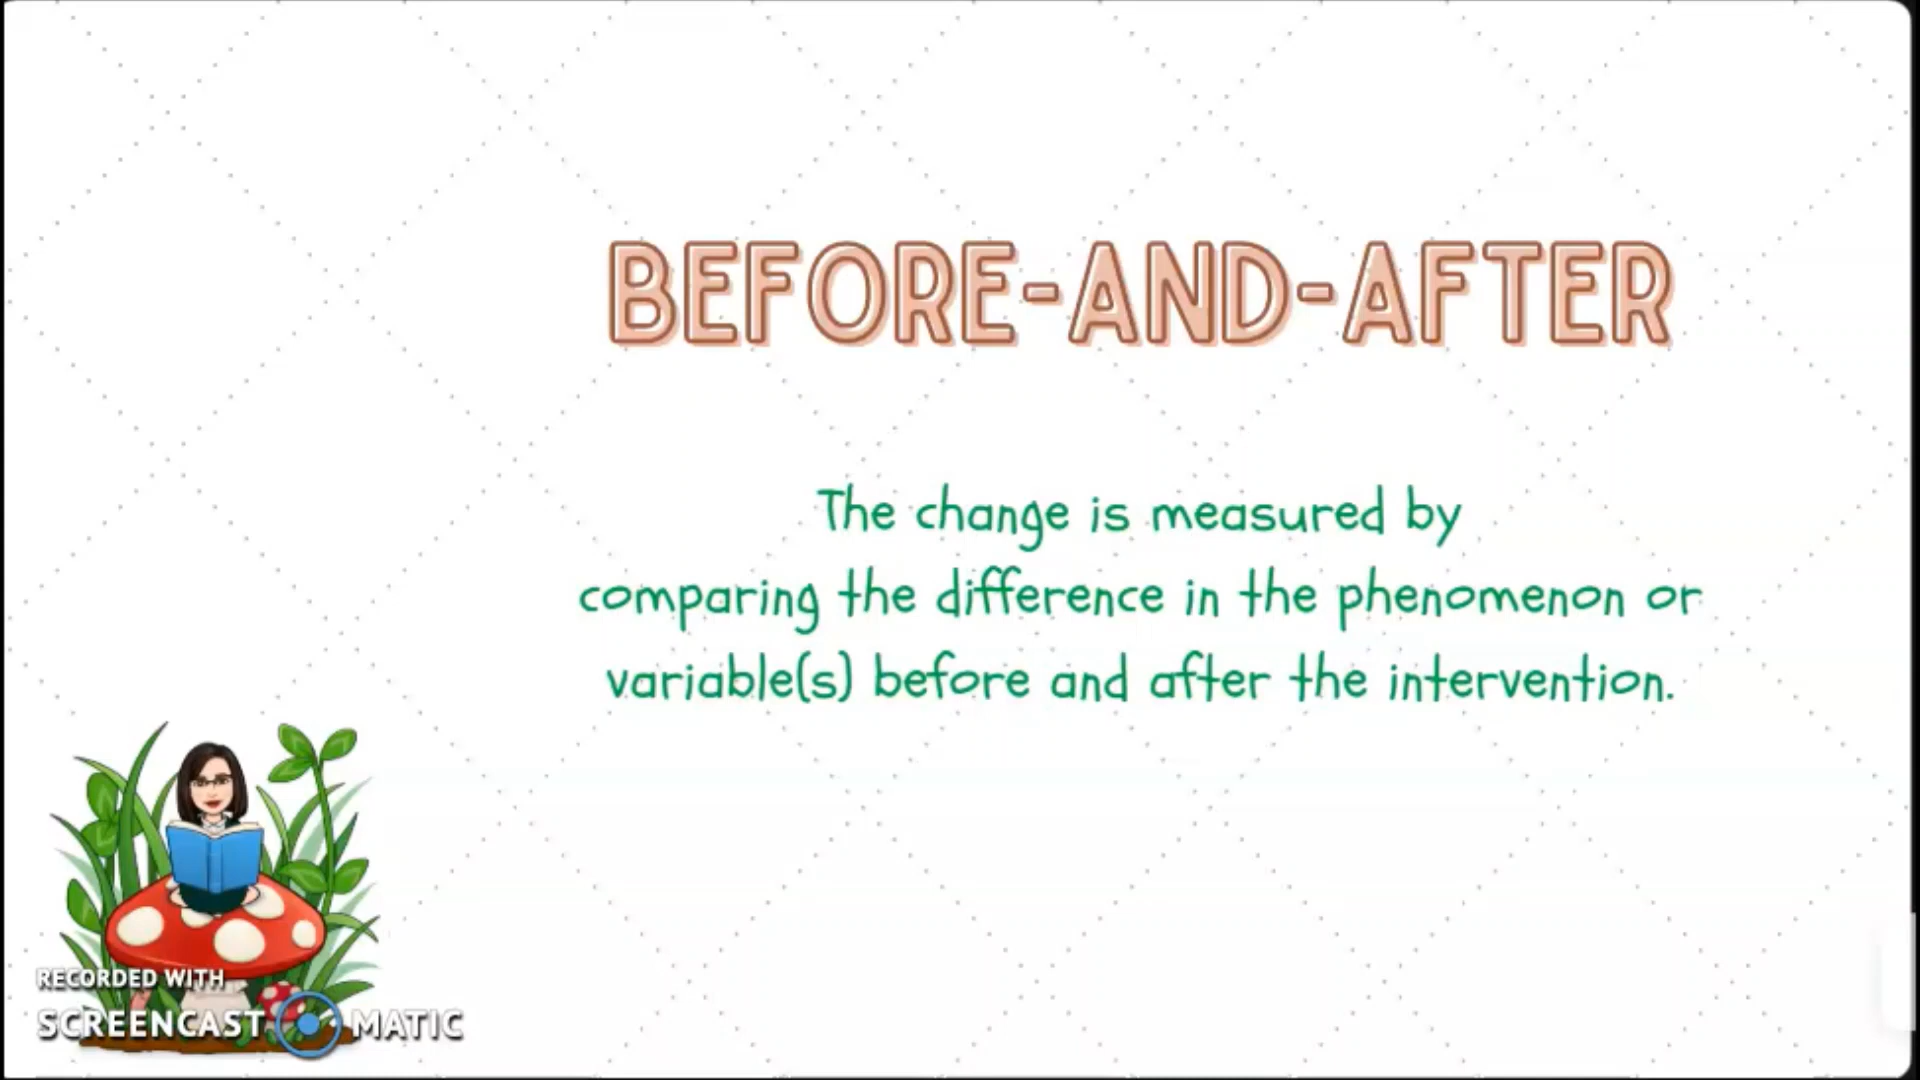 BEFORE-AND-AFTER
The change is measured by
comparing the difference in the phenomenon or
variable(s) before and after the intervention.
RECORDED WITH
SCREENCAST MATIC